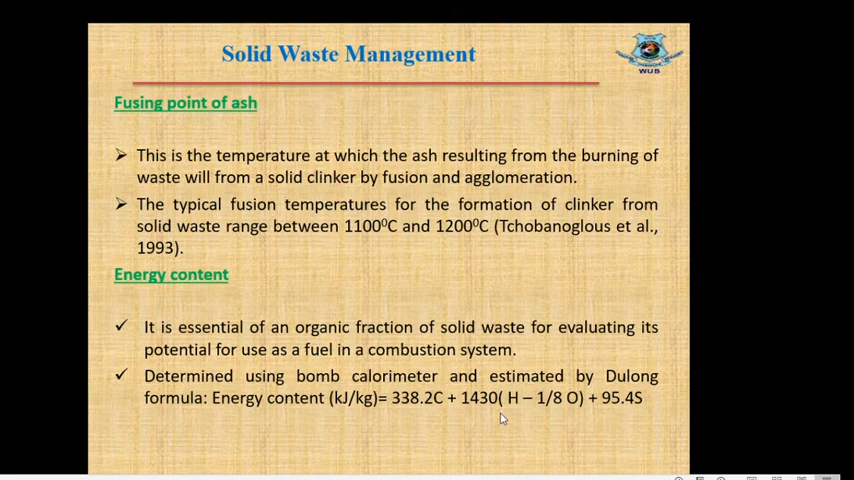 Solid Waste Management
WUB
Fusing point of ash
➢ This is the temperature at which the ash resulting from the burning of
waste will from a solid clinker by fusion and agglomeration.
➢ The typical fusion temperatures for the formation of clinker from
solid waste range between 1100⁰C and 1200⁰C (Tchobanoglous et al.,
1993).
Energy content
✓ It is essential of an organic fraction of solid waste for evaluating its
potential for use as a fuel in a combustion system.
✓ Determined using bomb calorimeter and estimated by Dulong
formula: Energy content (kJ/kg)= 338.2C + 1430( H – 1/8 O) + 95.4S